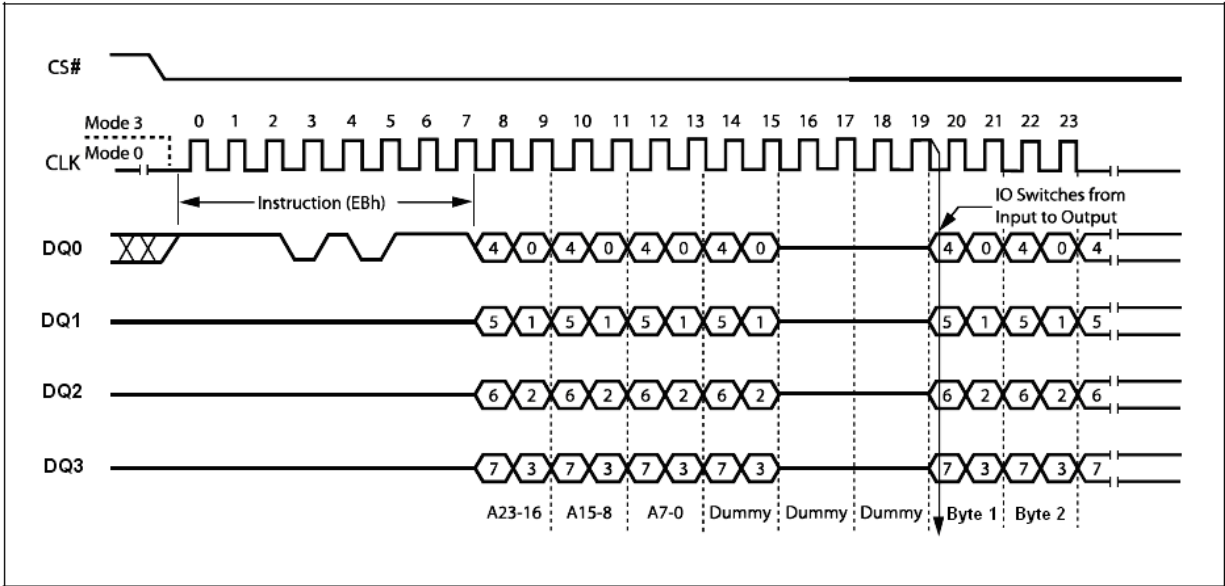 CS#
Mode 3
0 1 2 3 4 5 6 7 8 9 10 11 12 13 14 15 16 17 18 19 20 21 22 23
CLK
Mode 0
Instruction (EBh)
IO Switches from
Input to Output
DQ0
4 0 4 0 4 0 4 0 4 0 4 0 4
DQ1
5 1 5 1 5 1 5 1 5 1 5 1 5
DQ2
6 2 6 2 6 2 6 2 6 2 6 2 6
DQ3
7 3 7 3 7 3 7 3 7 3 7 3 7
A23-16 A15-8 A7-0 Dummy Dummy Dummy Byte 1 Byte 2